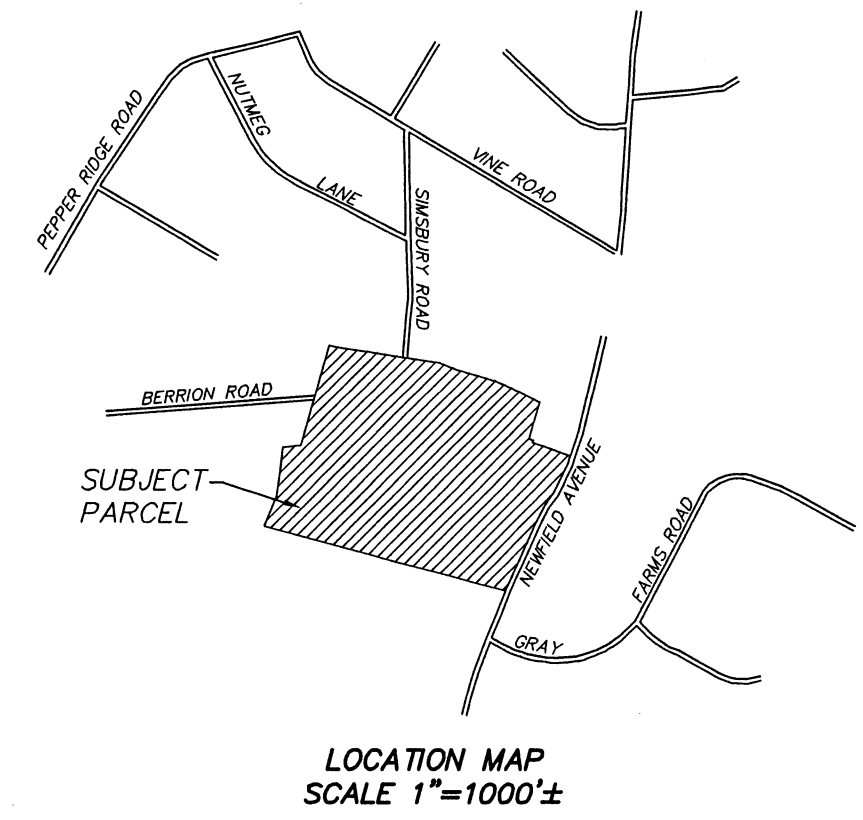 PEPPER RIDGE ROAD
NUTMEG
LANE
VINE ROAD
SIMSBURY ROAD
BERRION ROAD
SUBJECT
PARCEL
NEWFIELD AVENUE
FARMS ROAD
GRAY
LOCATION MAP
SCALE 1"=1000'±